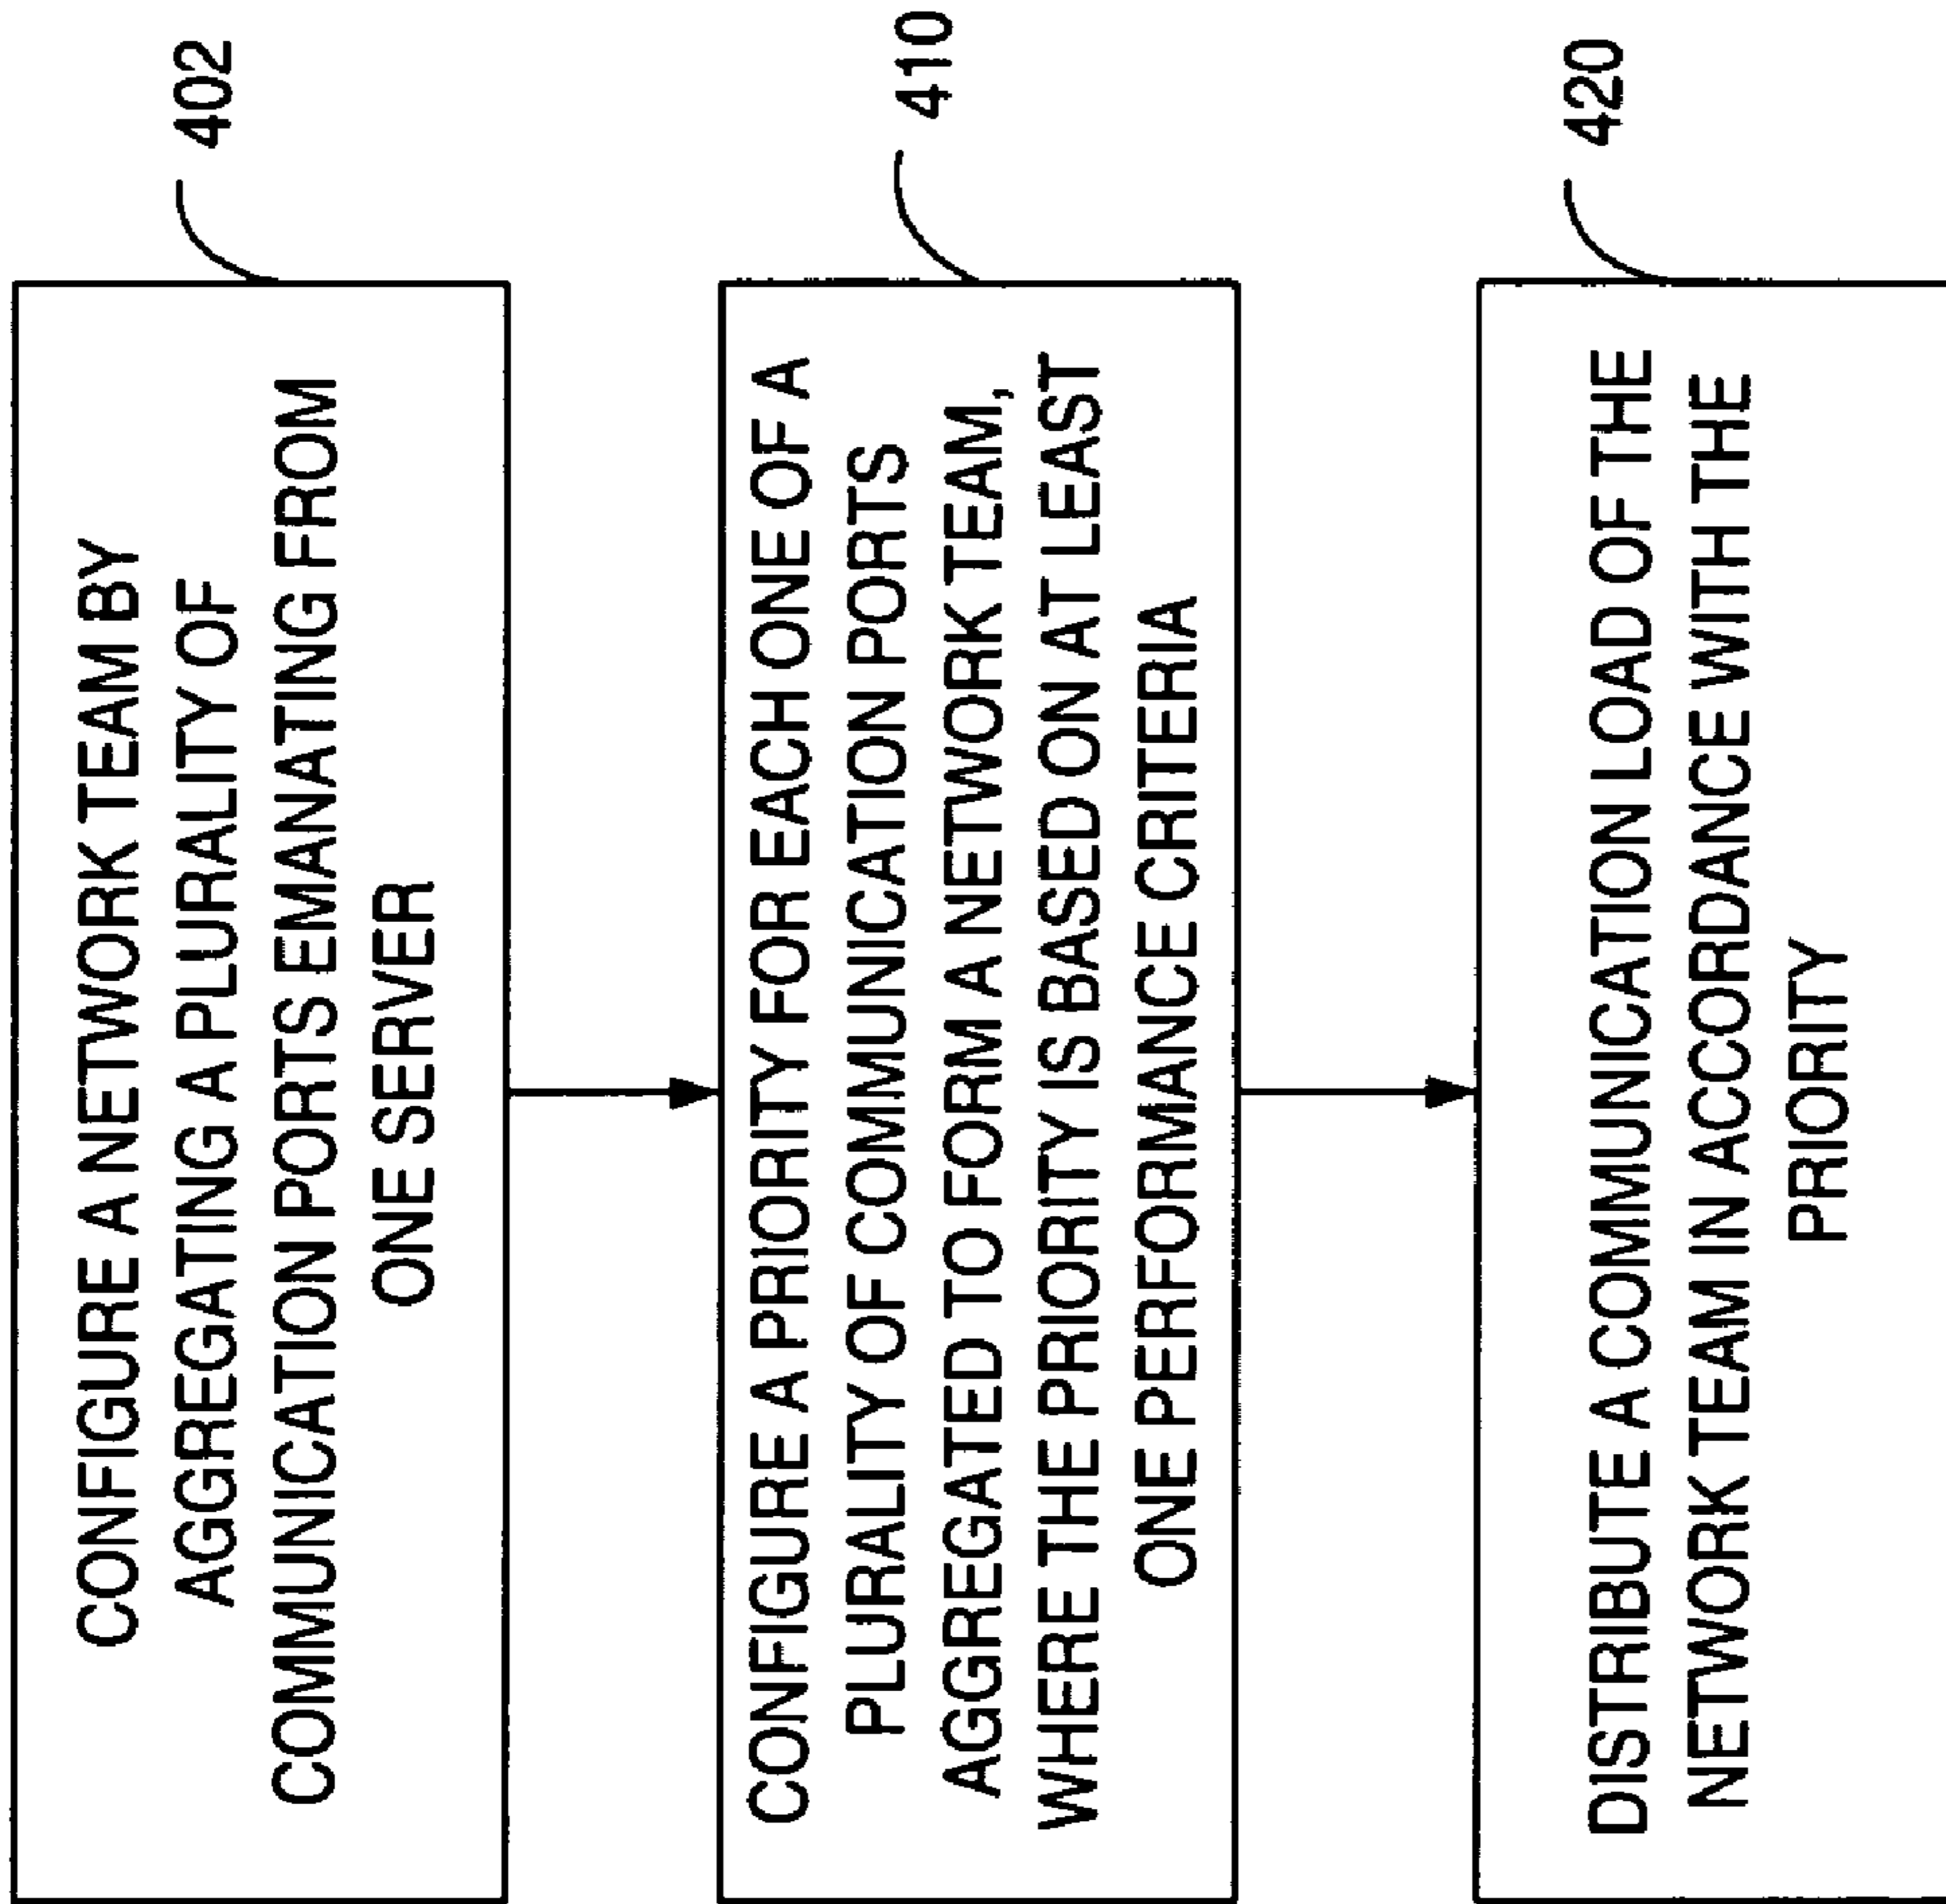 CONFIGURE A NETWORK TEAM BY
AGGREGATING A PLURALITY OF
COMMUNICATION PORTS EMANATING FROM
ONE SERVER
402
CONFIGURE A PRIORITY FOR EACH ONE OF A
PLURALITY OF COMMUNICATION PORTS
AGGREGATED TO FORM A NETWORK TEAM,
WHERE THE PRIORITY IS BASED ON AT LEAST
ONE PERFORMANCE CRITERIA
410
DISTRIBUTE A COMMUNICATION LOAD OF THE
NETWORK TEAM IN ACCORDANCE WITH THE
PRIORITY
420